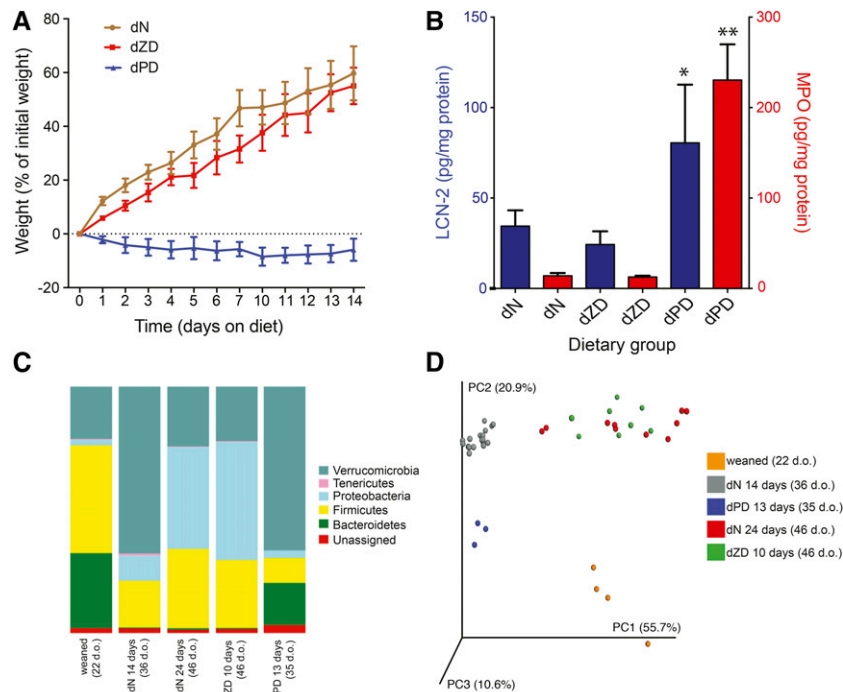 A
dN
dZD
dPD
Weight (% of initial weight)
60
40
20
0
-20
0 1 2 3 4 5 6 7 10 11 12 13 14
Time (days on diet)
B
LCN-2 (pg/mg protein)
150
100
50
0
*
**
300
200
100
0
MPO (pg/mg protein)
dN dN dZD dZD dPD dPD
Dietary group
C
Verrucomicrobia
Tenericutes
Proteobacteria
Firmicutes
Bacteroidetes
Unassigned
weaned
(22 d.o.)
dN 14 days
(36 d.o.)
dN 24 days
(46 d.o.)
ZD 10 days
(46 d.o.)
PD 13 days
(35 d.o.)
D
PC2 (20.9%)
weaned (22 d.o.)
dN 14 days (36 d.o.)
dPD 13 days (35 d.o.)
dN 24 days (46 d.o.)
dZD 10 days (46 d.o.)
PC1 (55.7%)
PC3 (10.6%)